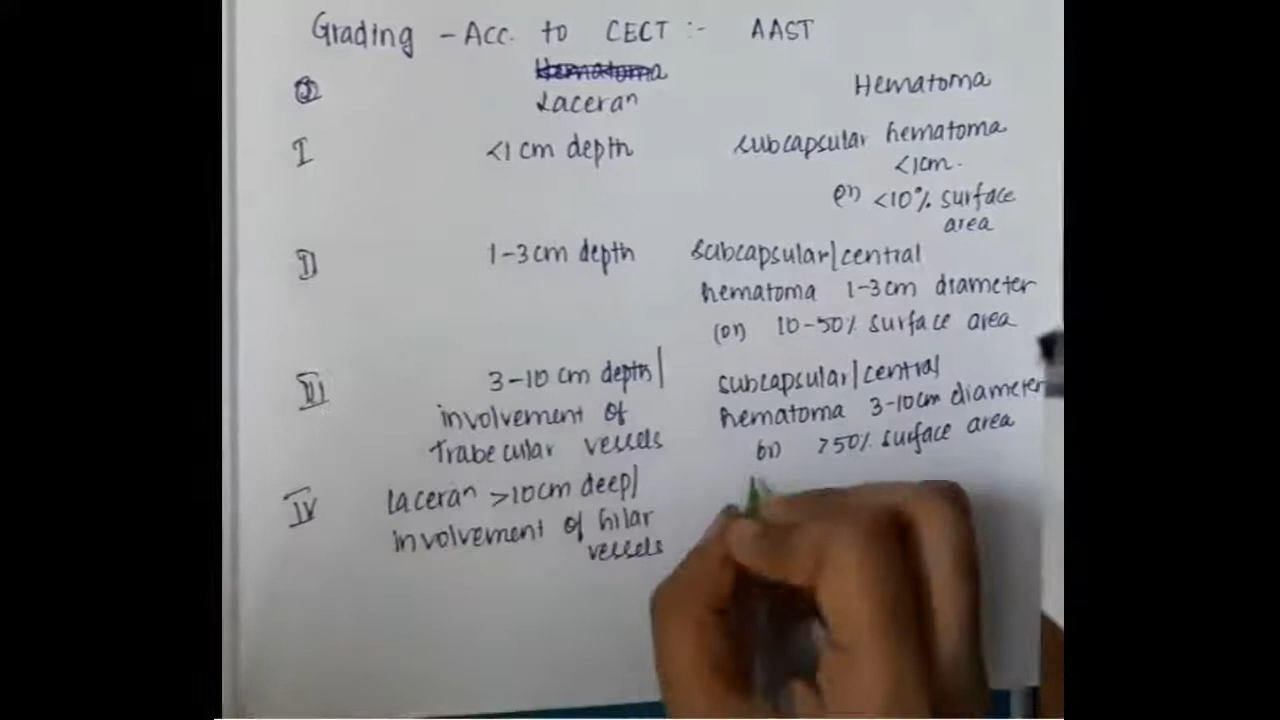 Grading - Acc. to CECT :- AAST
Hematoma
Laceran
Hematoma
I
<1 cm depth
subcapsular hematoma
<1cm.
(or) <10% surface
area
II
1-3 cm depth
subcapsular/central
hematoma 1-3cm diameter
(or) 10-50% surface area
III
3-10 cm depth/
involvement of
trabecular vessels
subcapsular/central
hematoma 3-10cm diameter
(or) >50% surface area
IV
laceran >10cm deep/
involvement of hilar
vessels